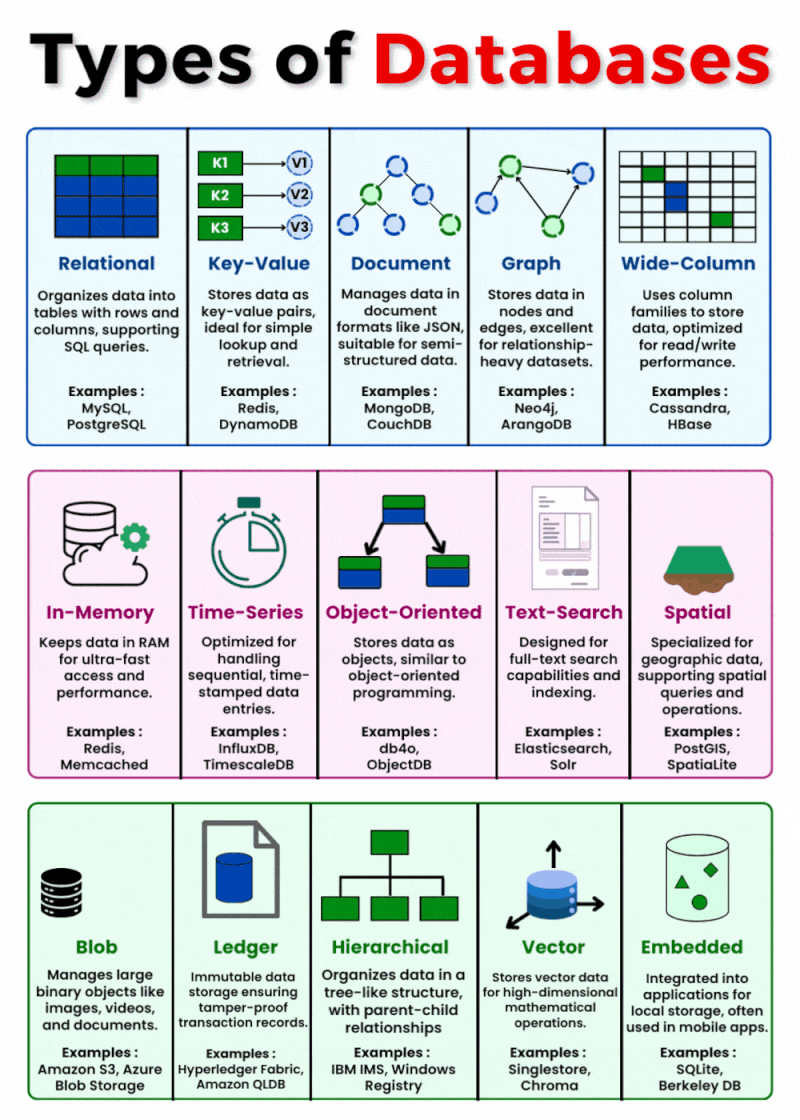 Types of Databases
K1
V1
K2
V2
K3
V3
Relational
Organizes data into
tables with rows and
columns, supporting
SQL queries.
Examples :
MySQL,
PostgreSQL
Key-Value
Stores data as
key-value pairs,
ideal for simple
lookup and
retrieval.
Examples :
Redis,
DynamoDB
Document
Manages data in
document
formats like JSON,
suitable for semi-
structured data.
Examples :
MongoDB,
CouchDB
Graph
Stores data in
nodes and
edges, excellent
for relationship-
heavy datasets.
Examples :
Neo4j,
ArangoDB
Wide-Column
Uses column
families to store
data, optimized
for read/write
performance.
Examples :
Cassandra,
HBase
In-Memory
Keeps data in RAM
for ultra-fast
access and
performance.
Examples :
Redis,
Memcached
Time-Series
Optimized for
handling
sequential, time-
stamped data
entries.
Examples :
InfluxDB,
TimescaleDB
Object-Oriented
Stores data as
objects, similar to
object-oriented
programming.
Examples :
db4o,
ObjectDB
Text-Search
Designed for
full-text search
capabilities and
indexing.
Examples :
Elasticsearch,
Solr
Spatial
Specialized for
geographic data,
supporting spatial
queries and
operations.
Examples :
PostGIS,
SpatiaLite
Blob
Manages large
binary objects like
images, videos,
and documents.
Examples :
Amazon S3, Azure
Blob Storage
Ledger
Immutable data
storage ensuring
tamper-proof
transaction records.
Examples :
Hyperledger Fabric,
Amazon QLDB
Hierarchical
Organizes data in a
tree-like structure,
with parent-child
relationships
Examples :
IBM IMS, Windows
Registry
Vector
Stores vector data
for high-dimensional
mathematical
operations.
Examples :
Singlestore,
Chroma
Embedded
Integrated into
applications for
local storage, often
used in mobile apps.
Examples :
SQLite,
Berkeley DB